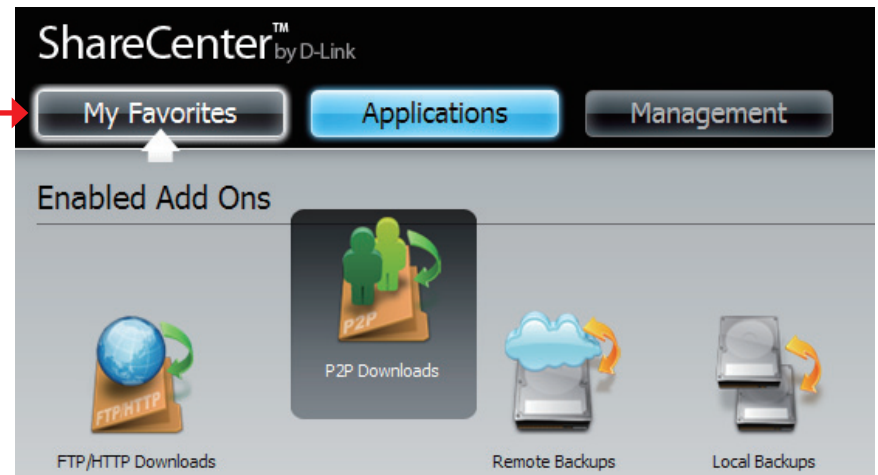 ShareCenter™ by D-Link
My Favorites Applications Management
Enabled Add Ons
P2P
P2P Downloads
FTP/HTTP
FTP/HTTP Downloads Remote Backups Local Backups